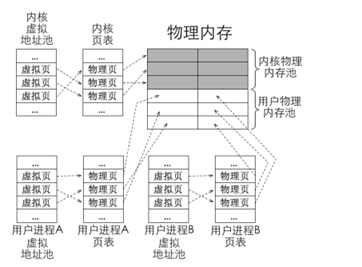 内核
虚拟
地址池
内核
页表
物理内存
...
虚拟页
虚拟页
虚拟页
...
...
物理页
物理页
物理页
...
内核物理
内存池
用户物理
内存池
...
虚拟页
虚拟页
虚拟页
...
用户进程A
虚拟
地址池
...
物理页
物理页
物理页
...
用户进程A
页表
...
虚拟页
虚拟页
虚拟页
...
用户进程B
虚拟
地址池
...
物理页
物理页
物理页
...
用户进程B
页表